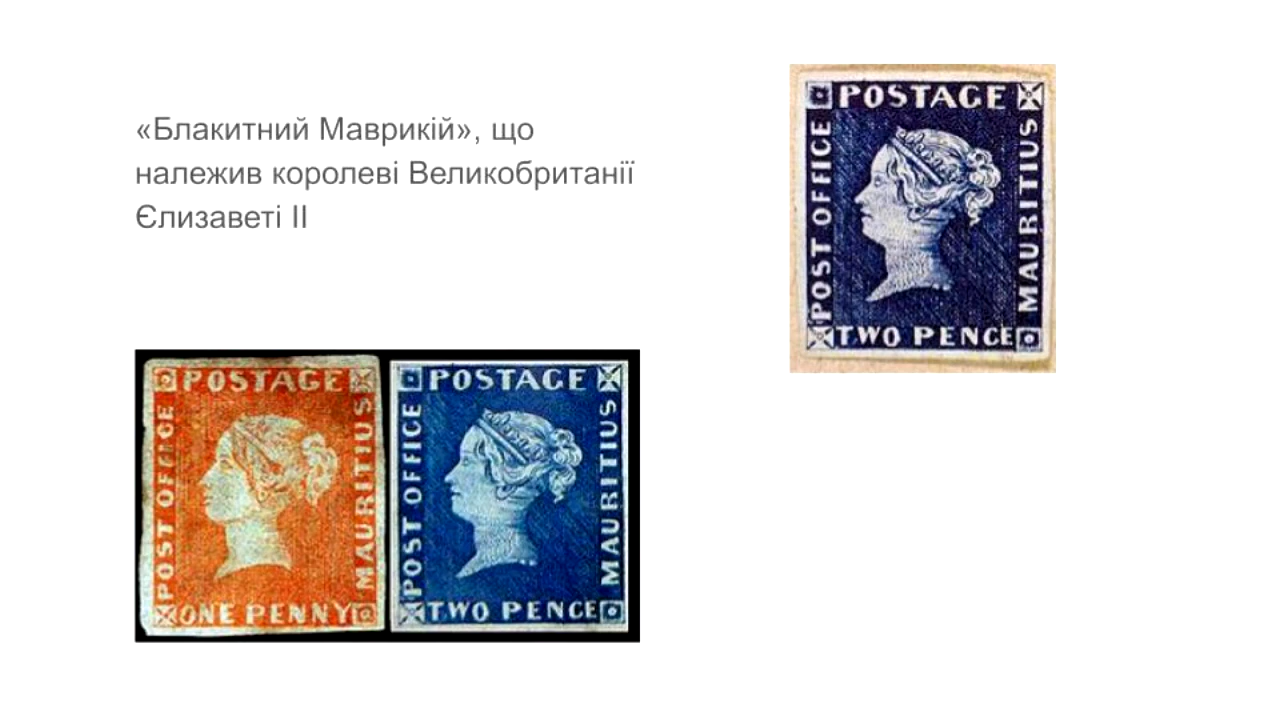 «Блакитний Маврикій», що
належив королеві Великобританії
Єлизаветі II
POSTAGE
POST OFFICE
MAURITIUS
TWO PENCE
POSTAGE
POST OFFICE
MAURITIUS
ONE PENNY
POSTAGE
POST OFFICE
MAURITIUS
TWO PENCE